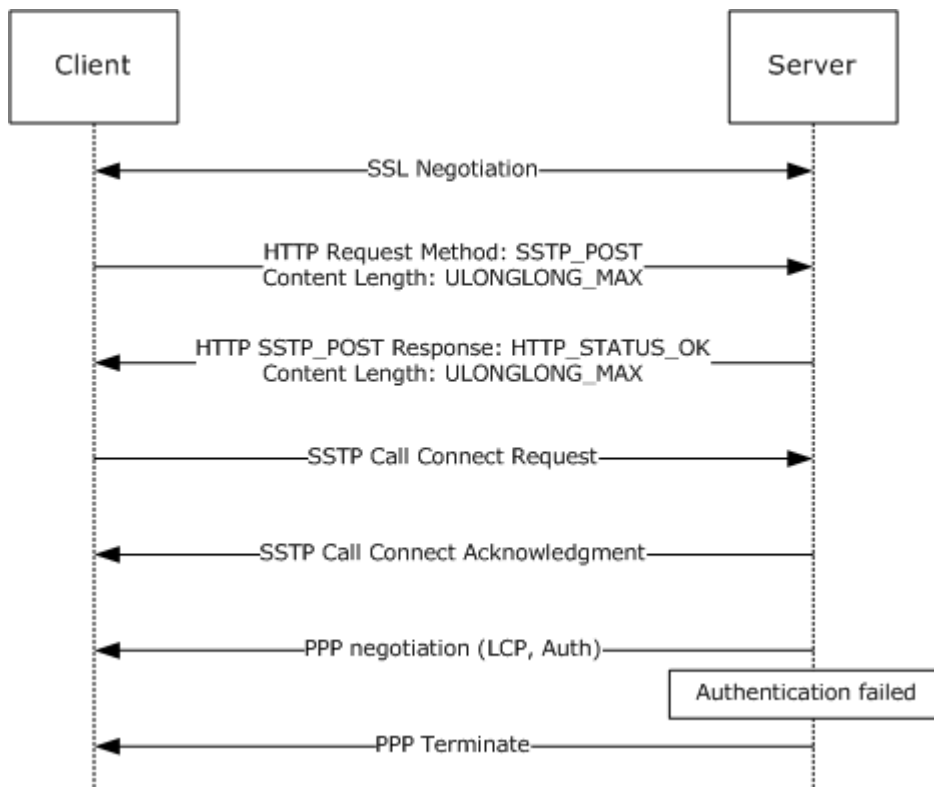 Client
Server
SSL Negotiation
HTTP Request Method: SSTP_POST
Content Length: ULONGLONG_MAX
HTTP SSTP_POST Response: HTTP_STATUS_OK
Content Length: ULONGLONG_MAX
SSTP Call Connect Request
SSTP Call Connect Acknowledgment
PPP negotiation (LCP, Auth)
Authentication failed
PPP Terminate